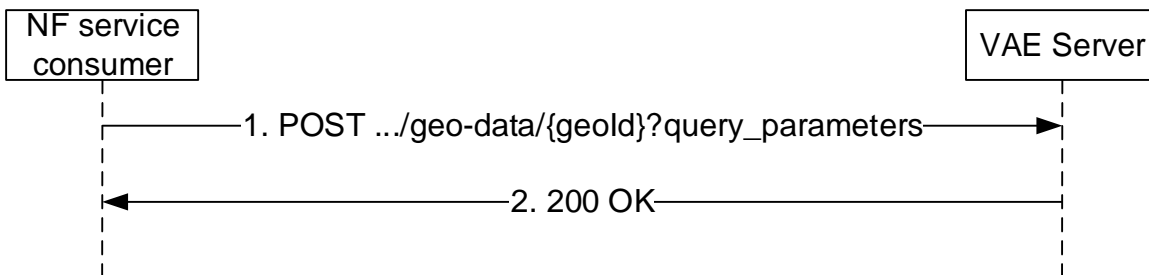 NF service
consumer
VAE Server
1. POST .../geo-data/{geoId}?query_parameters
2. 200 OK